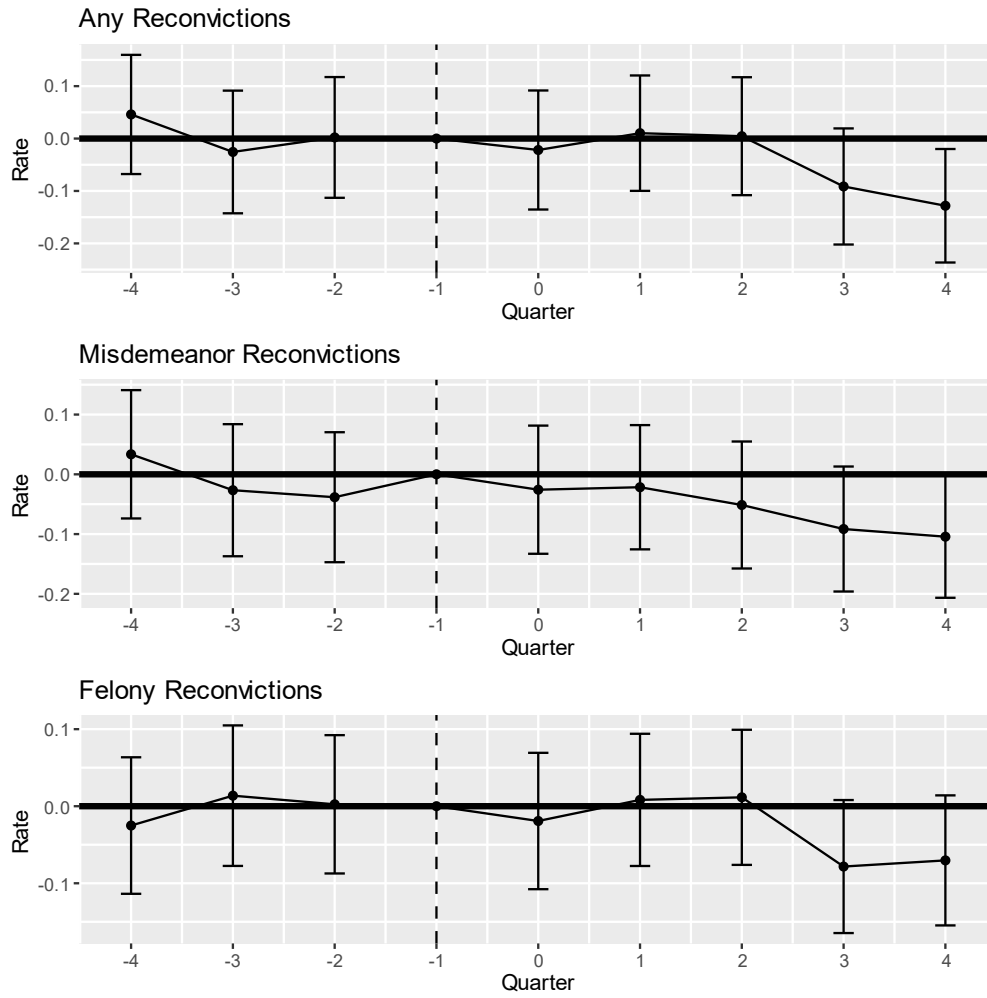 Any Reconvictions
0.1
0.0
-0.1
-0.2
Rate
-4 -3 -2 -1 0 1 2 3 4
Quarter
Misdemeanor Reconvictions
0.1
0.0
-0.1
-0.2
Rate
-4 -3 -2 -1 0 1 2 3 4
Quarter
Felony Reconvictions
0.1
0.0
-0.1
Rate
-4 -3 -2 -1 0 1 2 3 4
Quarter